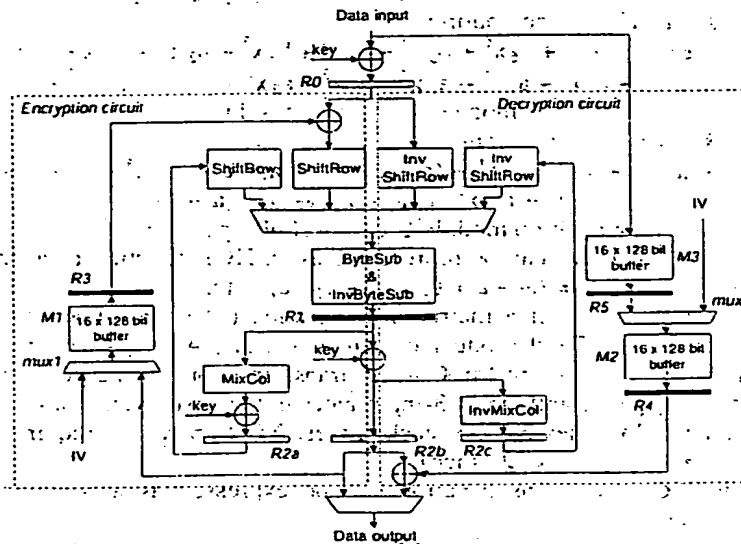 Data input
key
R0
Encryption circuit
Decryption circuit
ShiftRow
ShiftRow
Inv
ShiftRow
Inv
ShiftRow
IV
ByteSub
&
InvByteSub
16 x 128 bit
buffer
M3
R3
R5
mux
M1
16 x 128 bit
buffer
R1
key
16 x 128 bit
buffer
M2
mux1
MixCol
key
InvMixCol
R4
IV
R2a
R2b
R2c
Data output